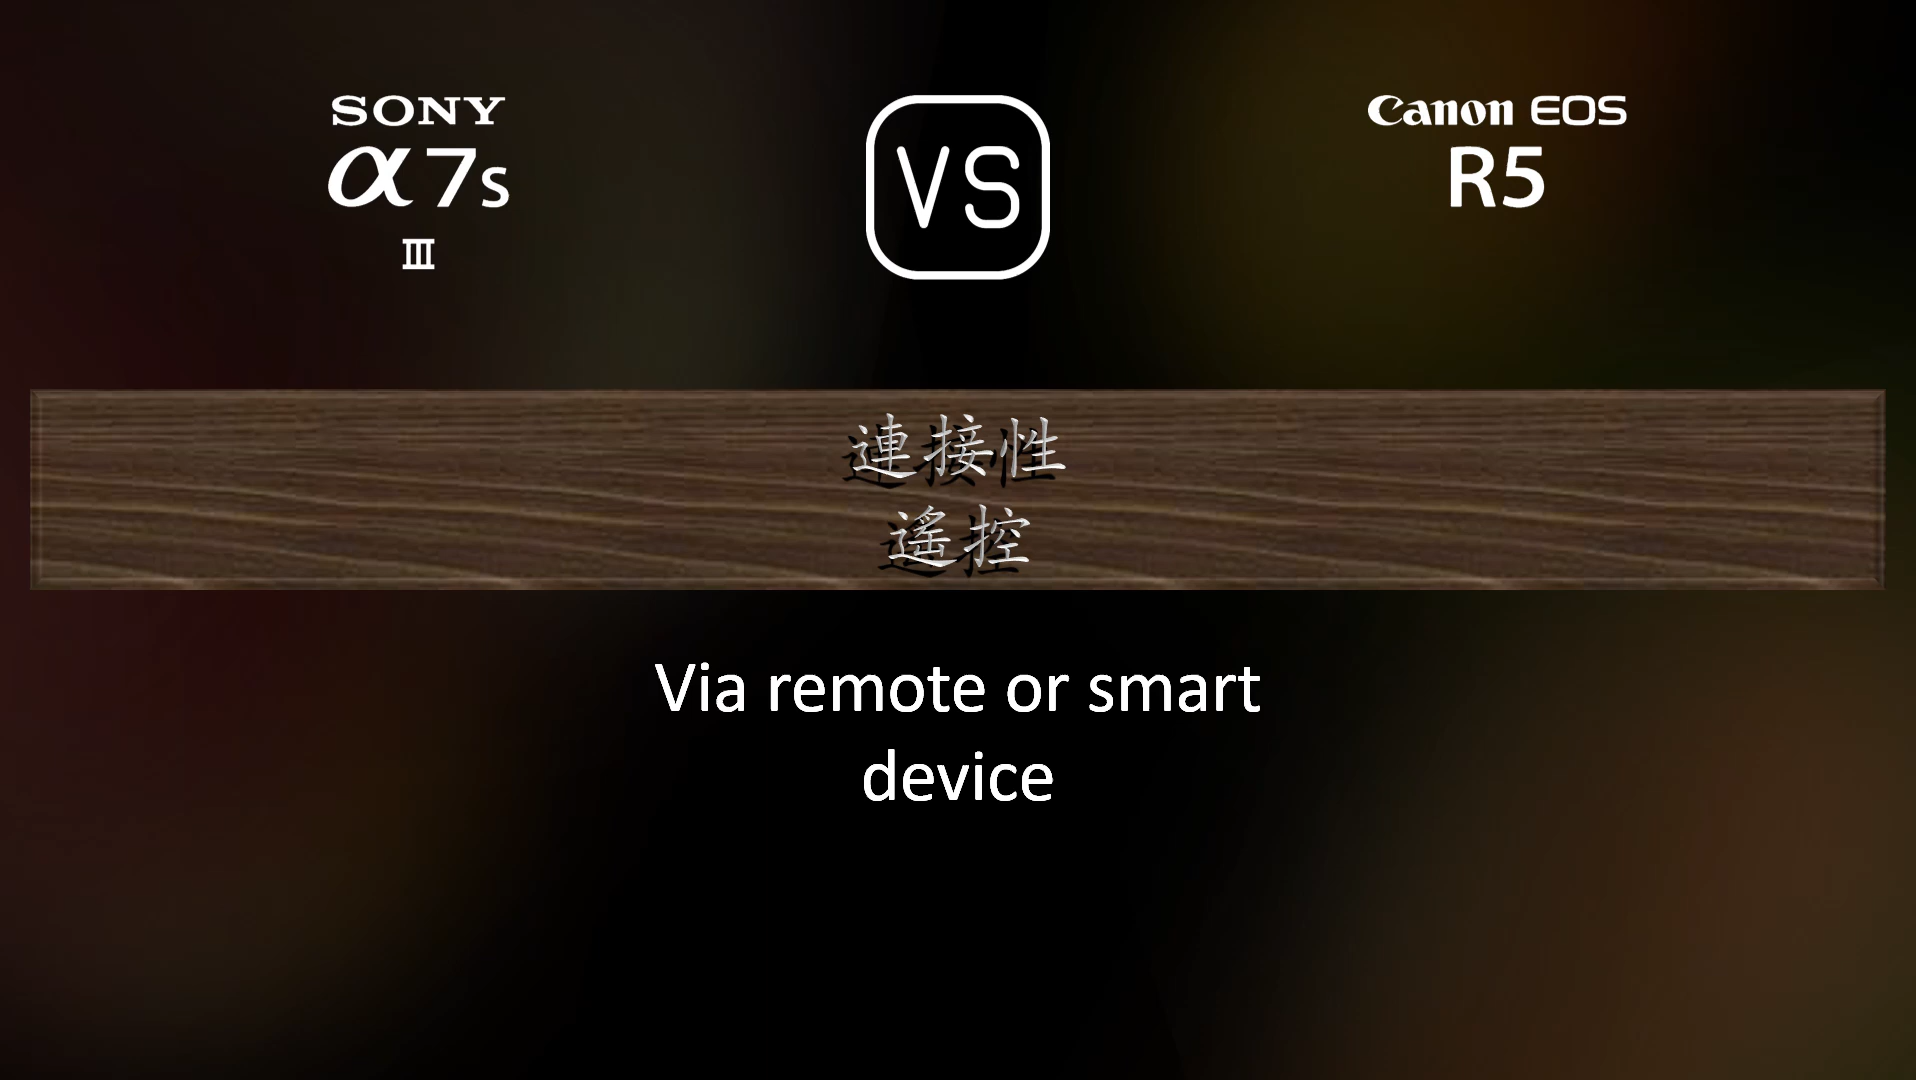 SONY
α7s
III
VS
Canon EOS
R5
連接性
遙控
Via remote or smart
device